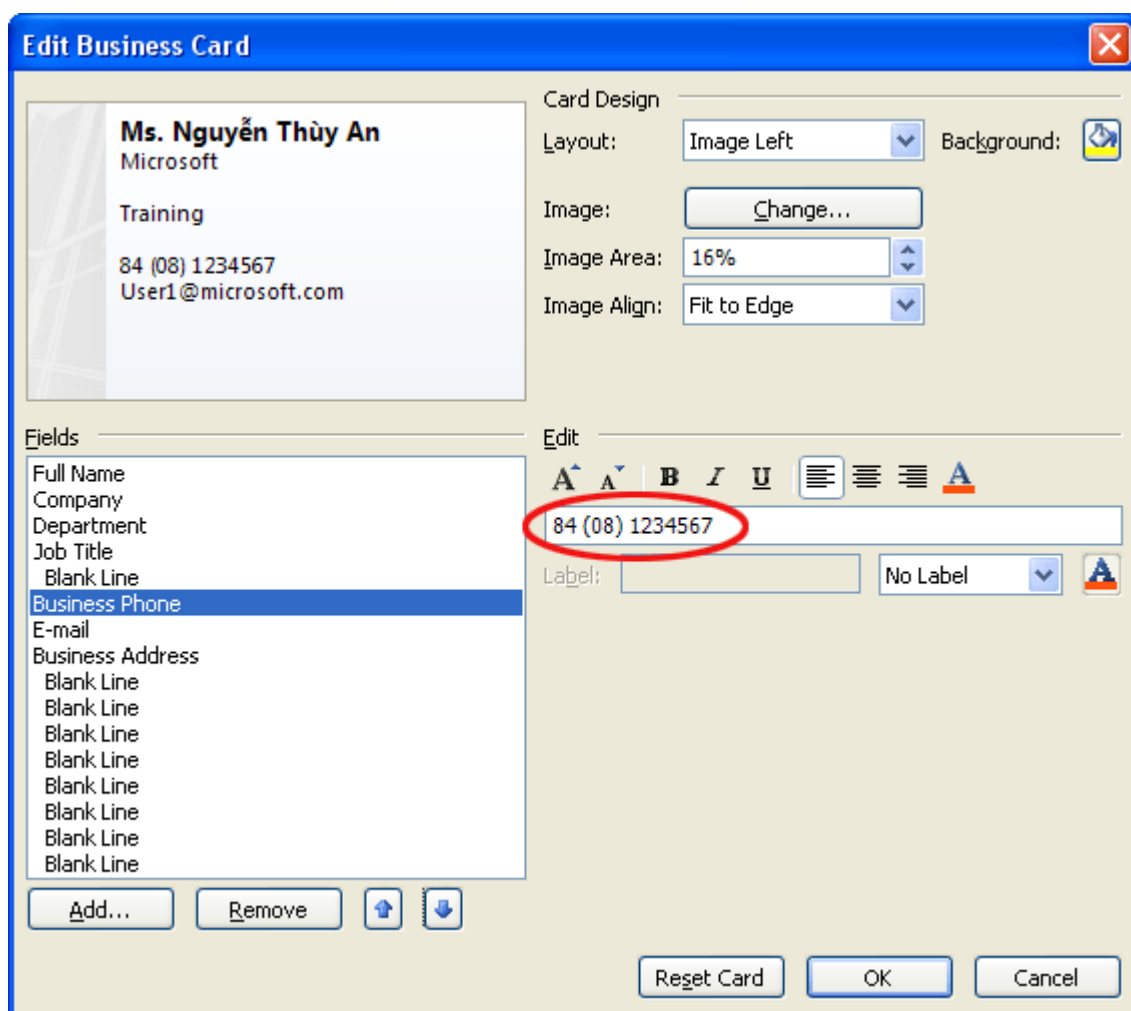 Edit Business Card
Ms. Nguyễn Thùy An
Microsoft
Training
84 (08) 1234567
User1@microsoft.com
Card Design
Layout:
Image Left
Background:
Image:
Change...
Image Area:
16%
Image Align:
Fit to Edge
Fields
Full Name
Company
Department
Job Title
Blank Line
Business Phone
E-mail
Business Address
Blank Line
Blank Line
Blank Line
Blank Line
Blank Line
Blank Line
Blank Line
Blank Line
Add...
Remove
Edit
A A B I U A
84 (08) 1234567
Label:
No Label
A
Reset Card
OK
Cancel